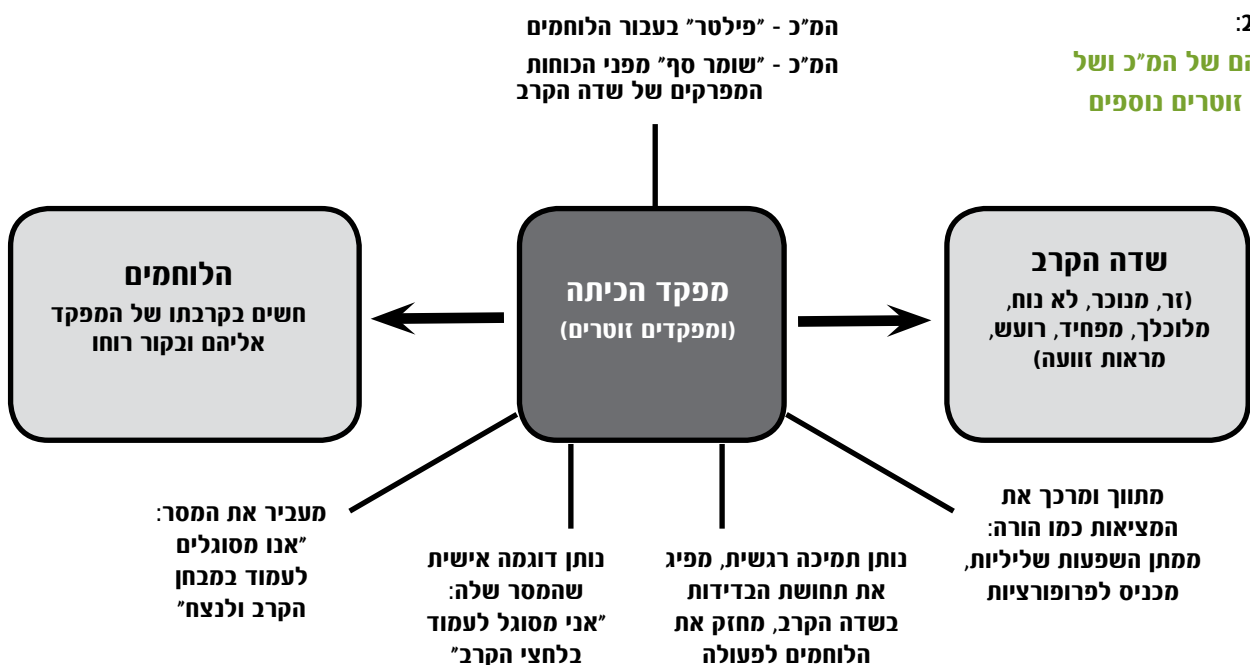 :2
הם של המ״כ ושל
זוטרים נוספים
המ״כ - ״פילטר״ בעבור הלוחמים
המ״כ - ״שומר סף״ מפני הכוחות
המפרקים של שדה הקרב
שדה הקרב
(זר, מנוכר, לא נוח,
מלוכלך, מפחיד, רועש,
מראות זוועה)
מפקד הכיתה
(ומפקדים זוטרים)
הלוחמים
חשים בקרבתו של המפקד
אליהם ובקור רוחו
מתווך ומרכך את
המציאות כמו הורה:
ממתן השפעות שליליות,
מכניס לפרופורציות
נותן תמיכה רגשית, מפיג
את תחושת הבדידות
בשדה הקרב, מחזק את
הלוחמים לפעולה
נותן דוגמה אישית
שהמסר שלה:
״אני מסוגל לעמוד
בלחצי הקרב״
מעביר את המסר:
״אנו מסוגלים
לעמוד במבחן
הקרב ולנצח״